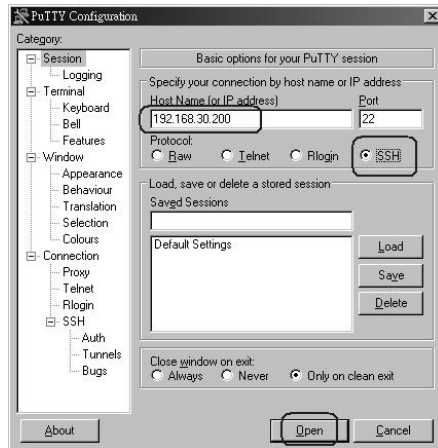 PuTTY Configuration
Category:
Session
Logging
Terminal
Keyboard
Bell
Features
Window
Appearance
Behaviour
Translation
Selection
Colours
Connection
Proxy
Telnet
Rlogin
SSH
Auth
Tunnels
Bugs
Basic options for your PuTTY session
Specify your connection by host name or IP address
Host Name (or IP address) Port
192.168.30.200 22
Protocol:
Raw Telnet Rlogin SSH
Load, save or delete a stored session
Saved Sessions
Default Settings
Load
Save
Delete
Close window on exit:
Always Never Only on clean exit
About Open Cancel